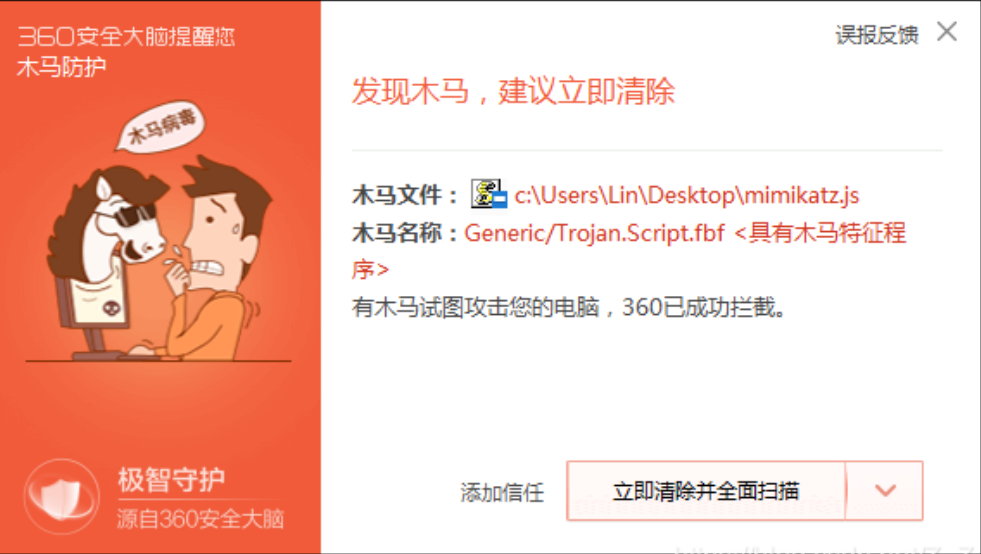 360安全大脑提醒您
木马防护
误报反馈
发现木马，建议立即清除
木马病毒
木马文件： c:\Users\Lin\Desktop\mimikatz.js
木马名称：Generic/Trojan.Script.fbf <具有木马特征程
序>
有木马试图攻击您的电脑，360已成功拦截。
极智守护
源自360安全大脑
添加信任
立即清除并全面扫描